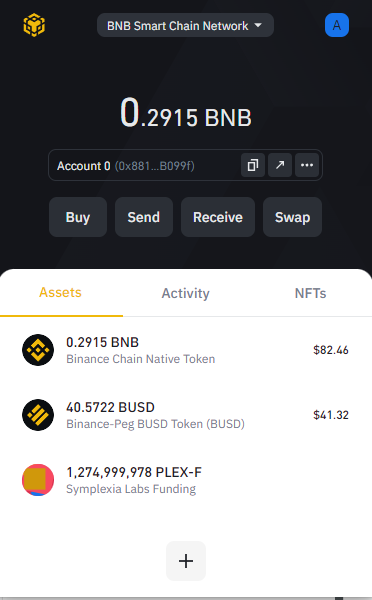 BNB Smart Chain Network
A
0.2915 BNB
Account 0 (0x881...B099f)
Buy Send Receive Swap
Assets Activity NFTs
0.2915 BNB
Binance Chain Native Token
$82.46
40.5722 BUSD
Binance-Peg BUSD Token (BUSD)
$41.32
1,274,999,978 PLEX-F
Symplexia Labs Funding